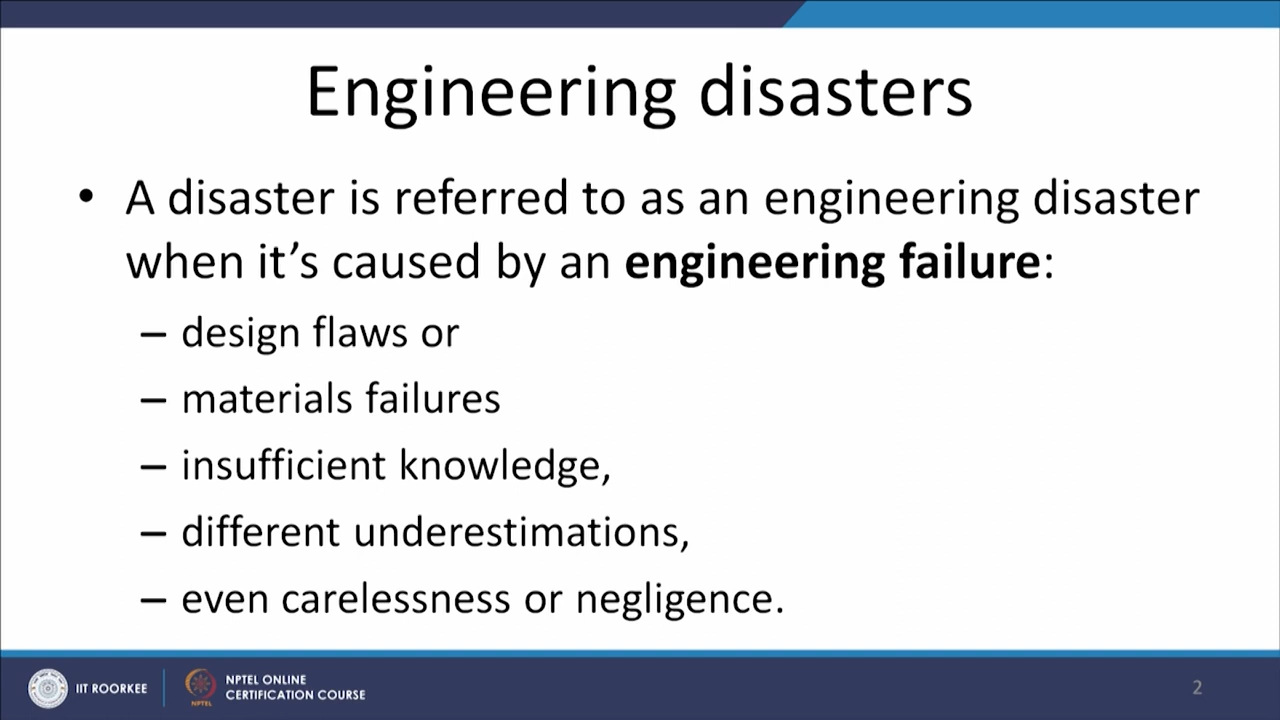 Engineering disasters
• A disaster is referred to as an engineering disaster
when it’s caused by an engineering failure:
– design flaws or
– materials failures
– insufficient knowledge,
– different underestimations,
– even carelessness or negligence.
IIT ROORKEE
NPTEL
NPTEL ONLINE
CERTIFICATION COURSE
2